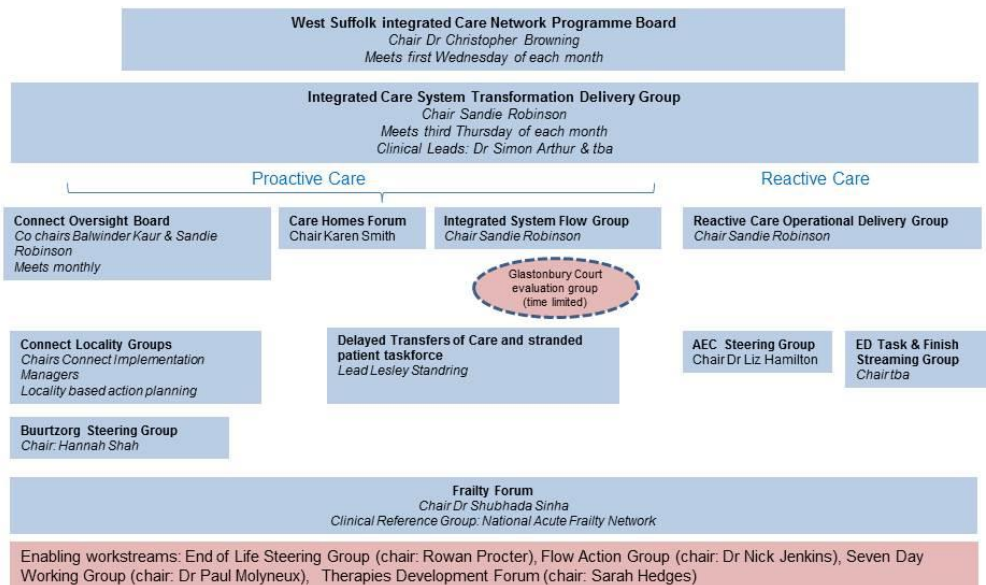 West Suffolk integrated Care Network Programme Board
Chair Dr Christopher Browning
Meets first Wednesday of each month
Integrated Care System Transformation Delivery Group
Chair Sandie Robinson
Meets third Thursday of each month
Clinical Leads: Dr Simon Arthur & tba
Proactive Care
Reactive Care
Connect Oversight Board
Co chairs Balwinder Kaur & Sandie
Robinson
Meets monthly
Care Homes Forum
Chair Karen Smith
Integrated System Flow Group
Chair Sandie Robinson
Reactive Care Operational Delivery Group
Chair Sandie Robinson
Glastonbury Court
evaluation group
(time limited)
Connect Locality Groups
Chairs Connect Implementation
Managers
Locality based action planning
Delayed Transfers of Care and stranded
patient taskforce
Lead Lesley Standring
AEC Steering Group
Chair Dr Liz Hamilton
ED Task & Finish
Streaming Group
Chair tba
Buurtzorg Steering Group
Chair: Hannah Shah
Frailty Forum
Chair Dr Shubhada Sinha
Clinical Reference Group: National Acute Frailty Network
Enabling workstreams: End of Life Steering Group (chair: Rowan Procter), Flow Action Group (chair: Dr Nick Jenkins), Seven Day
Working Group (chair: Dr Paul Molyneux), Therapies Development Forum (chair: Sarah Hedges)